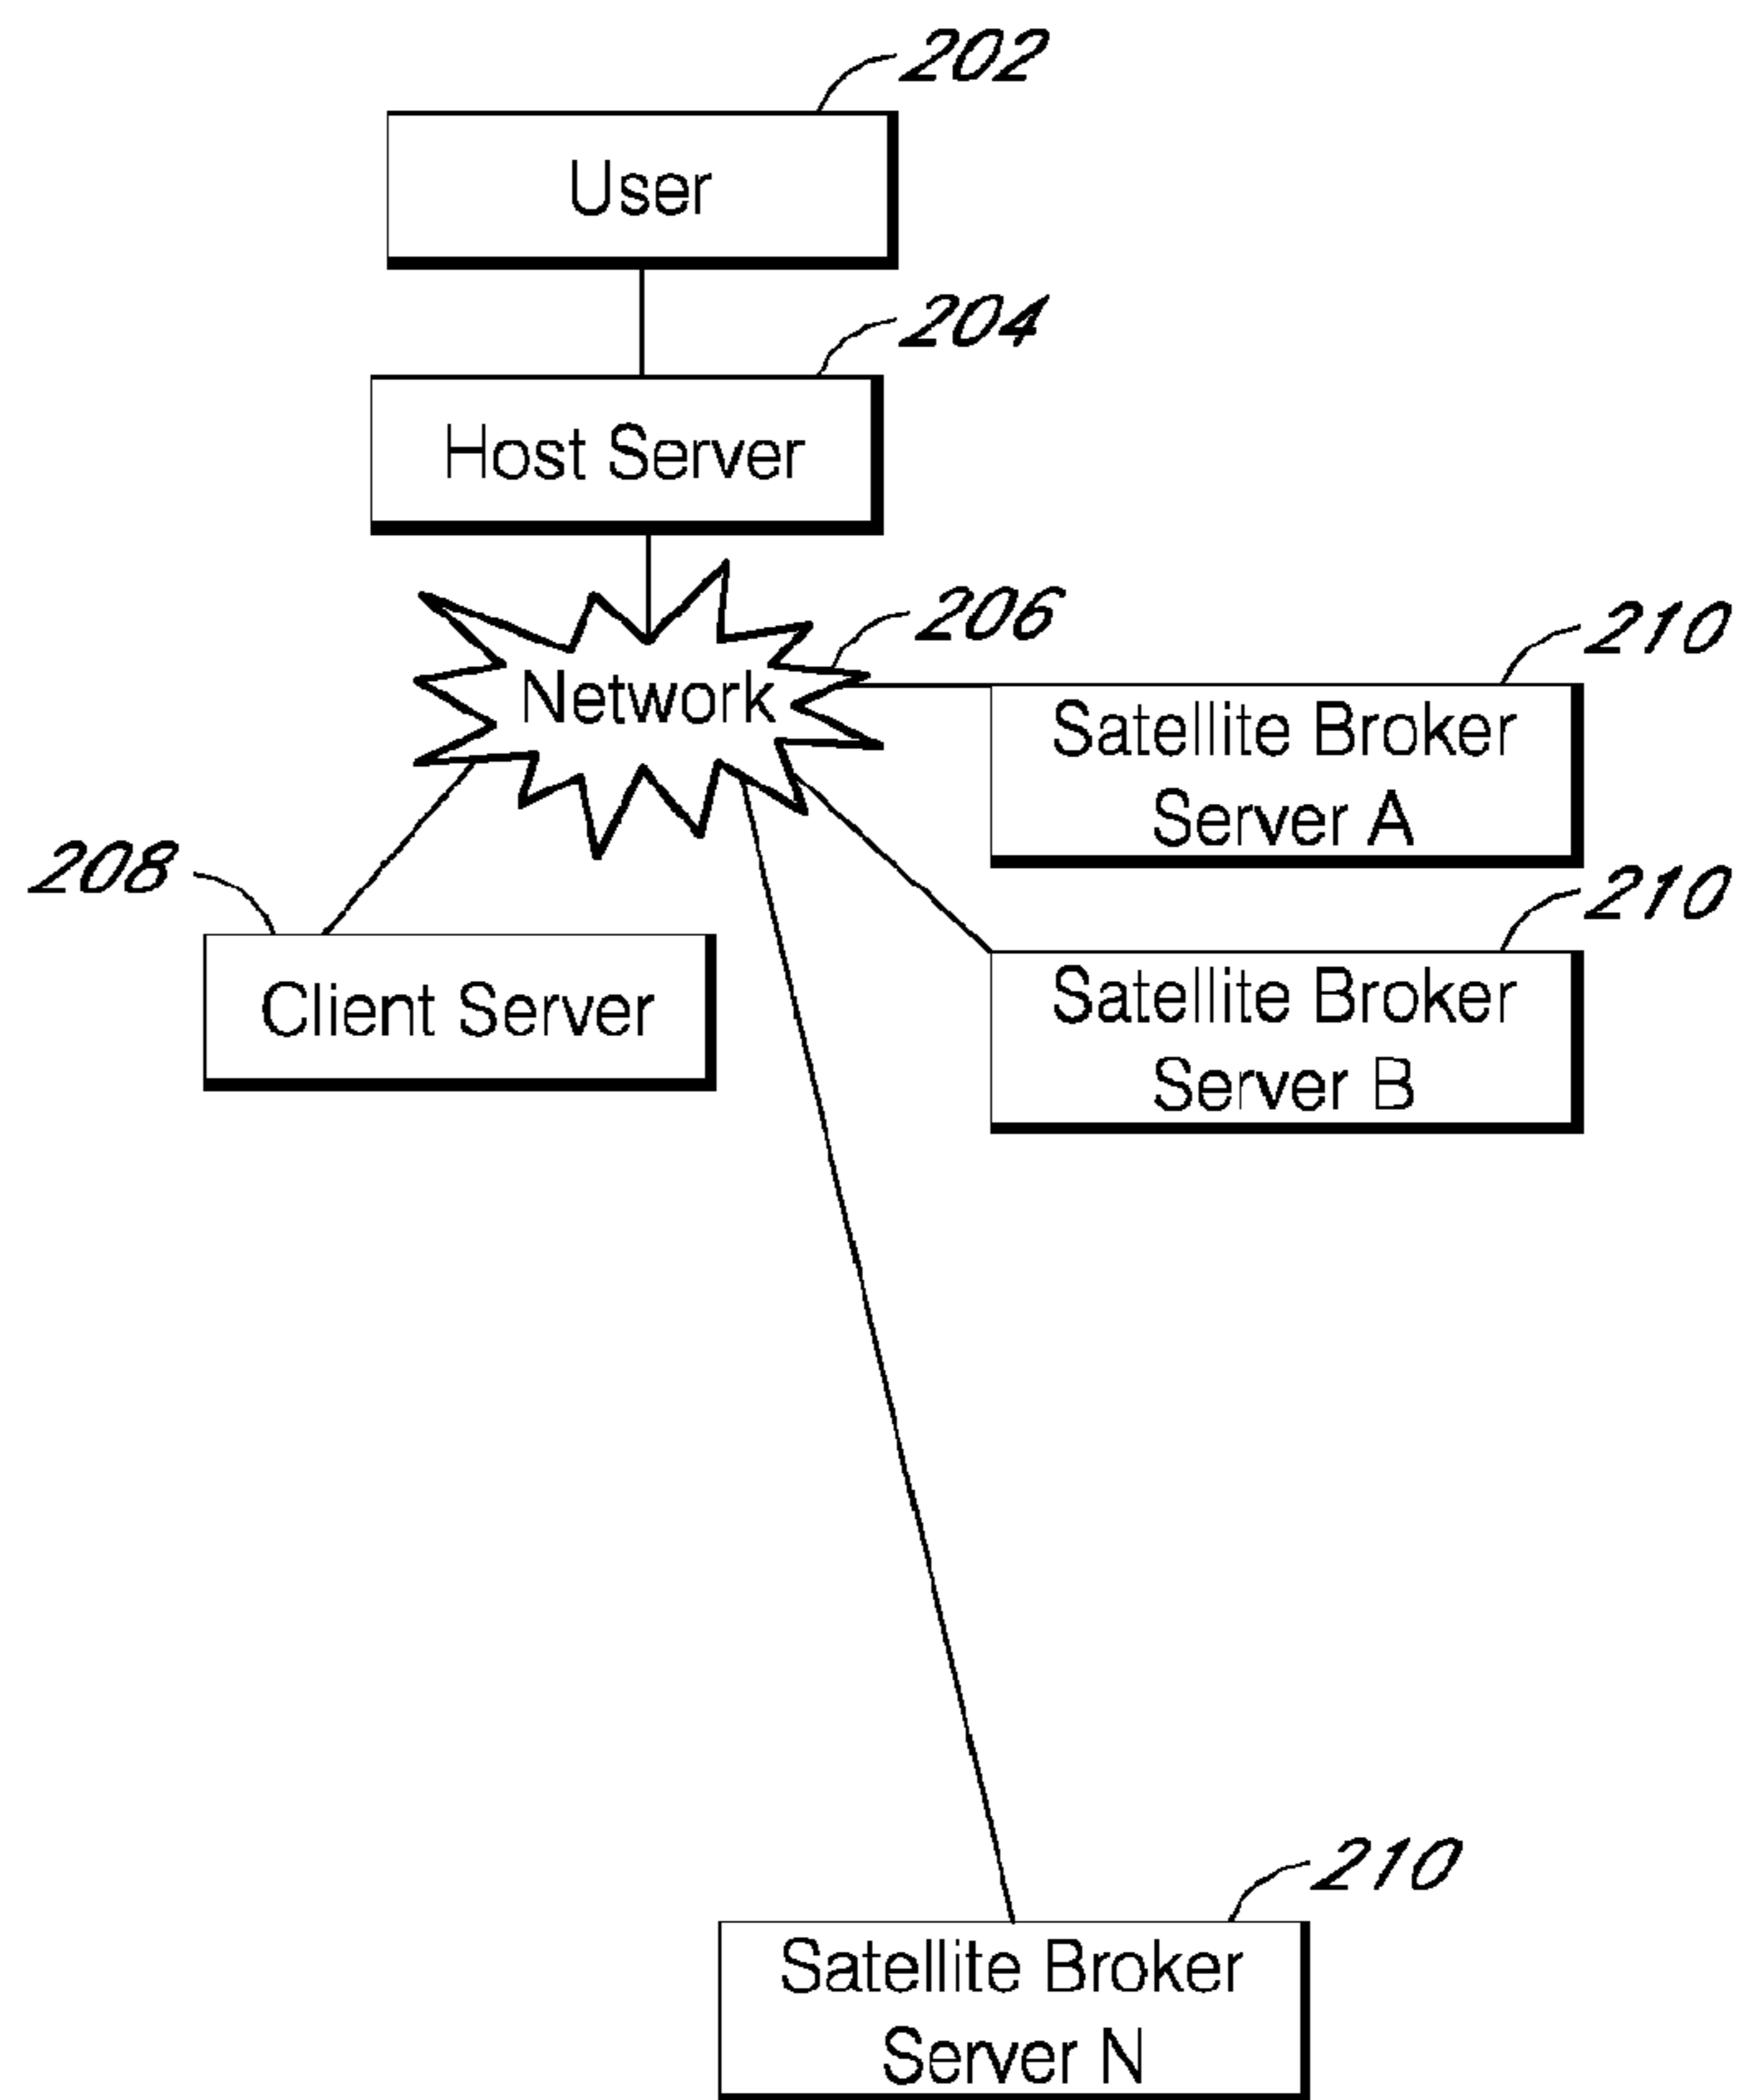 202
User
204
Host Server
206
Network
210
Satellite Broker
Server A
208
Client Server
210
Satellite Broker
Server B
210
Satellite Broker
Server N